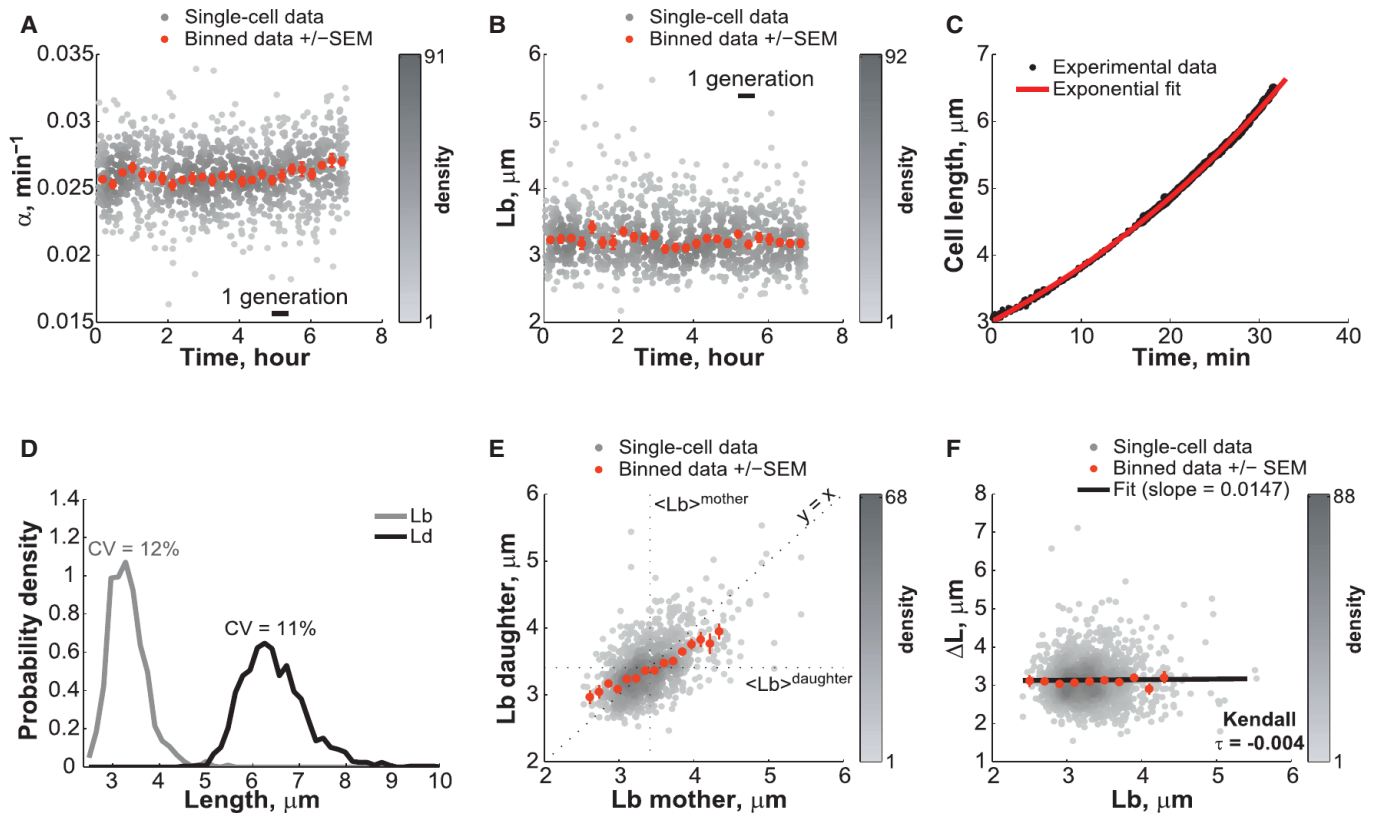 A
Single-cell data
Binned data +/−SEM
α, min⁻¹
0.035
0.03
0.025
0.02
0.015
0
2
4
6
8
Time, hour
1 generation
91
density
1
B
Single-cell data
Binned data +/−SEM
Lb, μm
6
5
4
3
2
0
2
4
6
8
Time, hour
1 generation
92
density
1
C
Experimental data
Exponential fit
Cell length, μm
7
6
5
4
3
0
10
20
30
40
Time, min
D
Probability density
1.4
1.2
1
0.8
0.6
0.4
0.2
0
3
4
5
6
7
8
9
10
Length, μm
Lb
Ld
CV = 12%
CV = 11%
E
Single-cell data
Binned data +/−SEM
Lb daughter, μm
6
5
4
3
2
2
3
4
5
6
Lb mother, μm
<Lb>ᵐᵒᵗʰᵉʳ
y = x
<Lb>ᵈᵃᵘᵍʰᵗᵉʳ
68
density
1
F
Single-cell data
Binned data +/− SEM
Fit (slope = 0.0147)
ΔL, μm
8
7
6
5
4
3
2
1
2
3
4
5
6
Lb, μm
Kendall
τ = -0.004
88
density
1